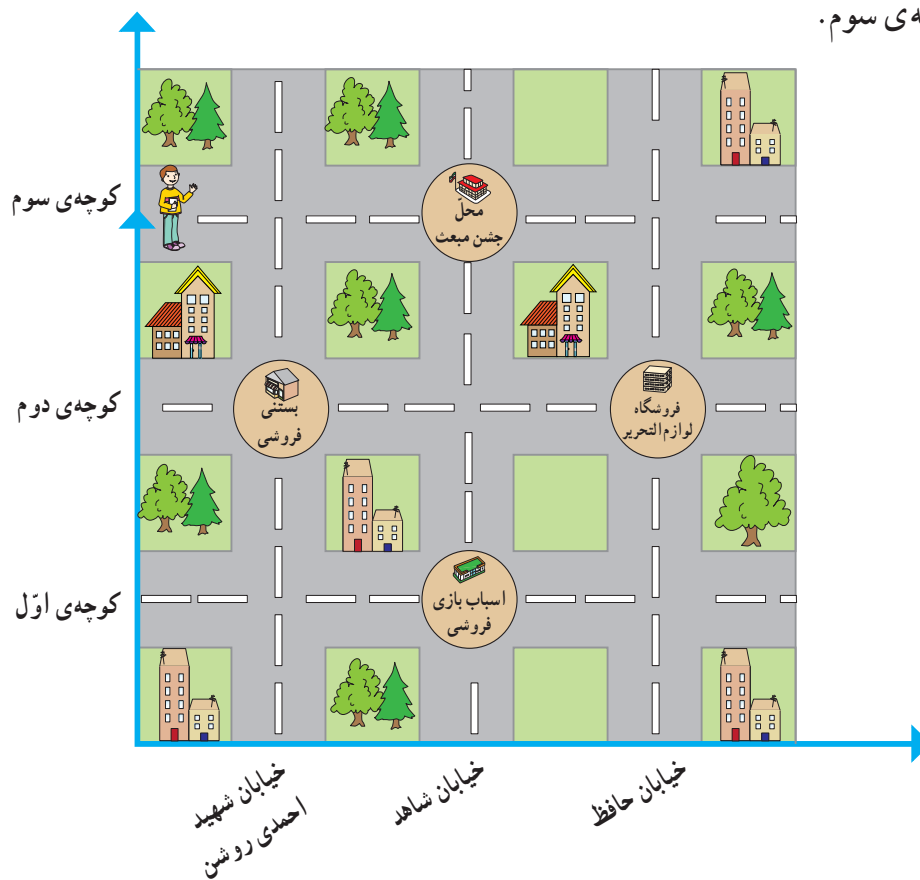 ه‌ی سوم.
کوچه‌ی سوم
محلّ
جشن مبعث
کوچه‌ی دوم
بستنی
فروشی
فروشگاه
لوازم التحریر
کوچه‌ی اوّل
اسباب بازی
فروشی
خیابان شهید
احمدی روشن
خیابان شاهد
خیابان حافظ